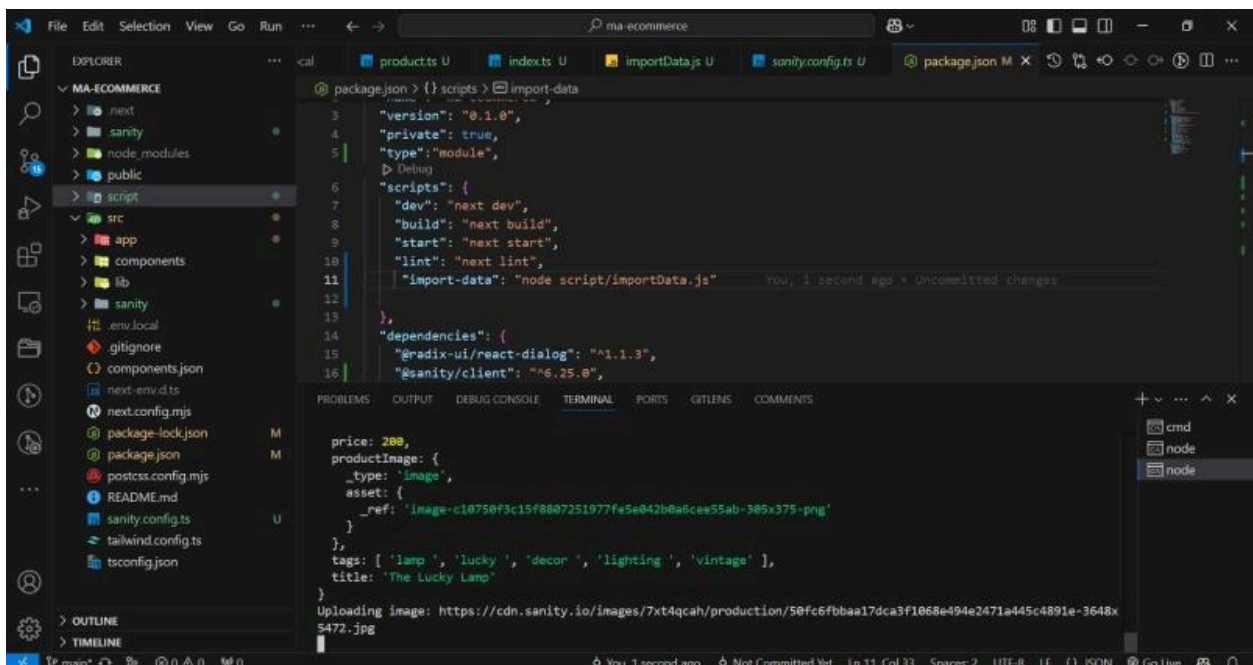 File Edit Selection View Go Run ···
ma-ecommerce
EXPLORER
MA-ECOMMERCE
.next
.sanity
node_modules
public
script
src
app
components
lib
sanity
.env.local
.gitignore
components.json
next-env.d.ts
next.config.mjs
package-lock.json M
package.json M
postcss.config.mjs
README.md
sanity.config.ts U
tailwind.config.ts
tsconfig.json
OUTLINE
TIMELINE
product.ts U index.ts U importData.js U sanity.config.ts U package.json M
package.json > {} scripts > import-data
3 "version": "0.1.0",
4 "private": true,
5 "type":"module",
Debug
6 "scripts": {
7 "dev": "next dev",
8 "build": "next build",
9 "start": "next start",
10 "lint": "next lint",
11 "import-data": "node script/importData.js" You, 1 second ago • Uncommitted changes
12
13 },
14 "dependencies": {
15 "@radix-ui/react-dialog": "^1.1.3",
16 "@sanity/client": "^6.25.0",
PROBLEMS OUTPUT DEBUG CONSOLE TERMINAL PORTS GITLENS COMMENTS
cmd
node
node
price: 200,
productImage: {
_type: 'image',
asset: {
_ref: 'image-c10750f3c15f8807251977fe5e042b0a6cee55ab-305x375-png'
}
},
tags: [ 'lamp ', 'lucky ', 'decor ', 'lighting ', 'vintage' ],
title: 'The Lucky Lamp'
}
Uploading image: https://cdn.sanity.io/images/7xt4qcah/production/50fc6fbbaa17dca3f1068e494e2471a445c4891e-3648x
5472.jpg
main* 0 0 0 You, 1 second ago Not Committed Yet Ln 11, Col 33 Spaces: 2 UTF-8 LF {} JSON Go Live